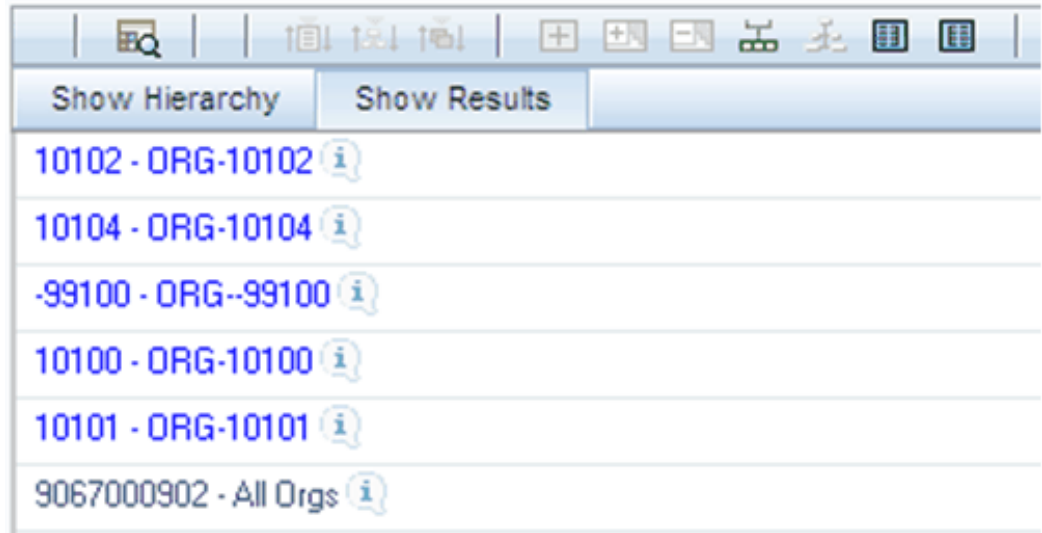 Show Hierarchy Show Results
10102 - ORG-10102
10104 - ORG-10104
-99100 - ORG--99100
10100 - ORG-10100
10101 - ORG-10101
9067000902 - All Orgs